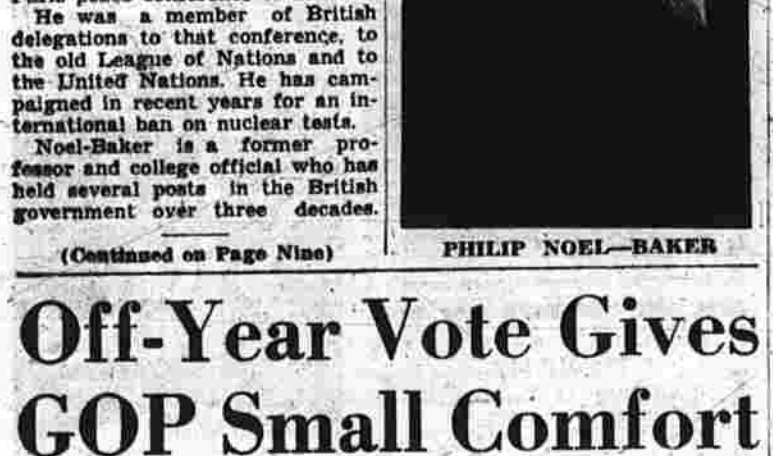 He was a member of British
delegations to that conference, to
the old League of Nations and to
the United Nations. He has cam-
paigned in recent years for an in-
ternational ban on nuclear tests.
Noel-Baker is a former pro-
fessor and college official who has
held several posts in the British
government over three decades.
(Continued on Page Nine)
PHILIP NOEL—BAKER
Off-Year Vote Gives
GOP Small Comfort